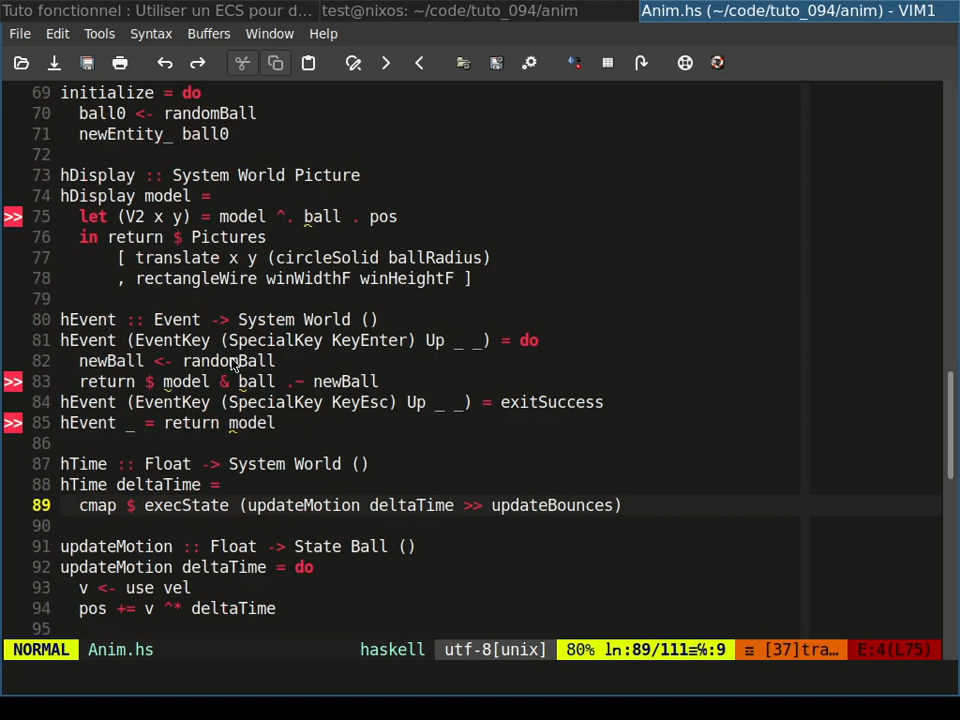 Tuto fonctionnel : Utiliser un ECS pour d… test@nixos: ~/code/tuto_094/anim Anim.hs (~/code/tuto_094/anim) - VIM1
File Edit Tools Syntax Buffers Window Help
69 initialize = do
70 ball0 <- randomBall
71 newEntity_ ball0
72
73 hDisplay :: System World Picture
74 hDisplay model =
>> 75 let (V2 x y) = model ^. ball . pos
76 in return $ Pictures
77 [ translate x y (circleSolid ballRadius)
78 , rectangleWire winWidthF winHeightF ]
79
80 hEvent :: Event -> System World ()
81 hEvent (EventKey (SpecialKey KeyEnter) Up _ _) = do
82 newBall <- randomBall
>> 83 return $ model & ball .~ newBall
84 hEvent (EventKey (SpecialKey KeyEsc) Up _ _) = exitSuccess
>> 85 hEvent _ = return model
86
87 hTime :: Float -> System World ()
88 hTime deltaTime =
89 cmap $ execState (updateMotion deltaTime >> updateBounces)
90
91 updateMotion :: Float -> State Ball ()
92 updateMotion deltaTime = do
93 v <- use vel
94 pos += v ^* deltaTime
95
NORMAL Anim.hs haskell utf-8[unix] 80% ln:89/111≡℅:9 ☲ [37]tra… E:4(L75)